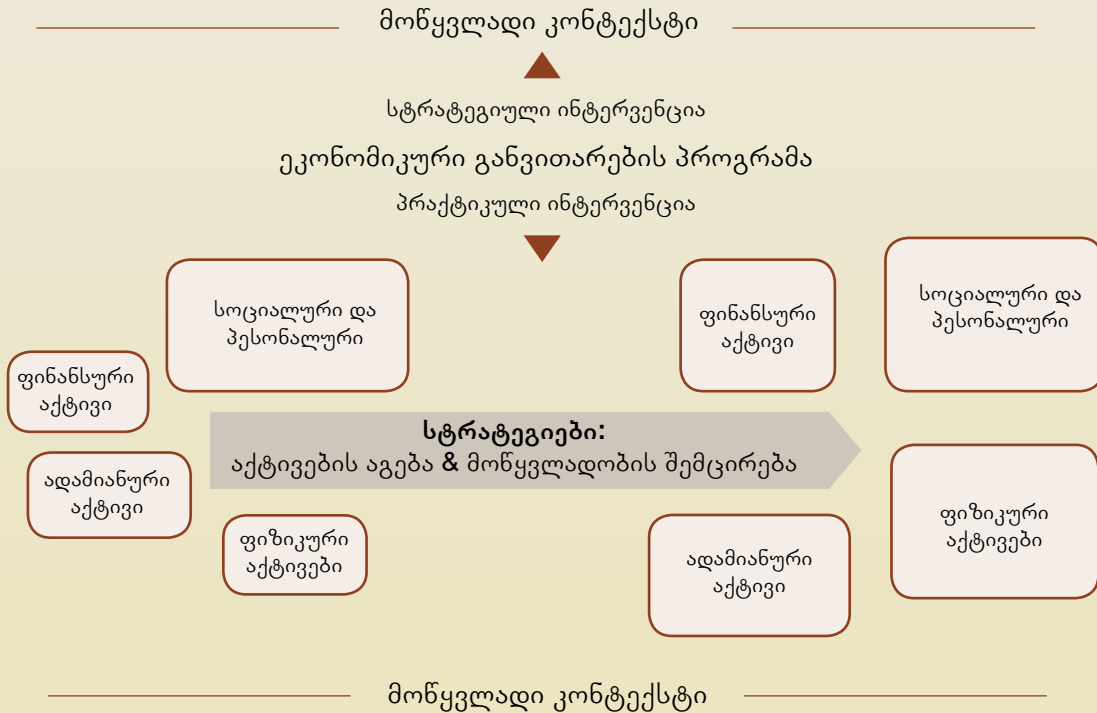 მოწყვლადი კონტექსტი
სტრატეგიული ინტერვენცია
ეკონომიკური განვითარების პროგრამა
პრაქტიკული ინტერვენცია
სოციალური და
პესონალური
ფინანსური
აქტივი
სოციალური და
პესონალური
ფინანსური
აქტივი
სტრატეგიები:
აქტივების აგება & მოწყვლადობის შემცირება
ადამიანური
აქტივი
ფიზიკური
აქტივები
ადამიანური
აქტივი
ფიზიკური
აქტივები
მოწყვლადი კონტექსტი